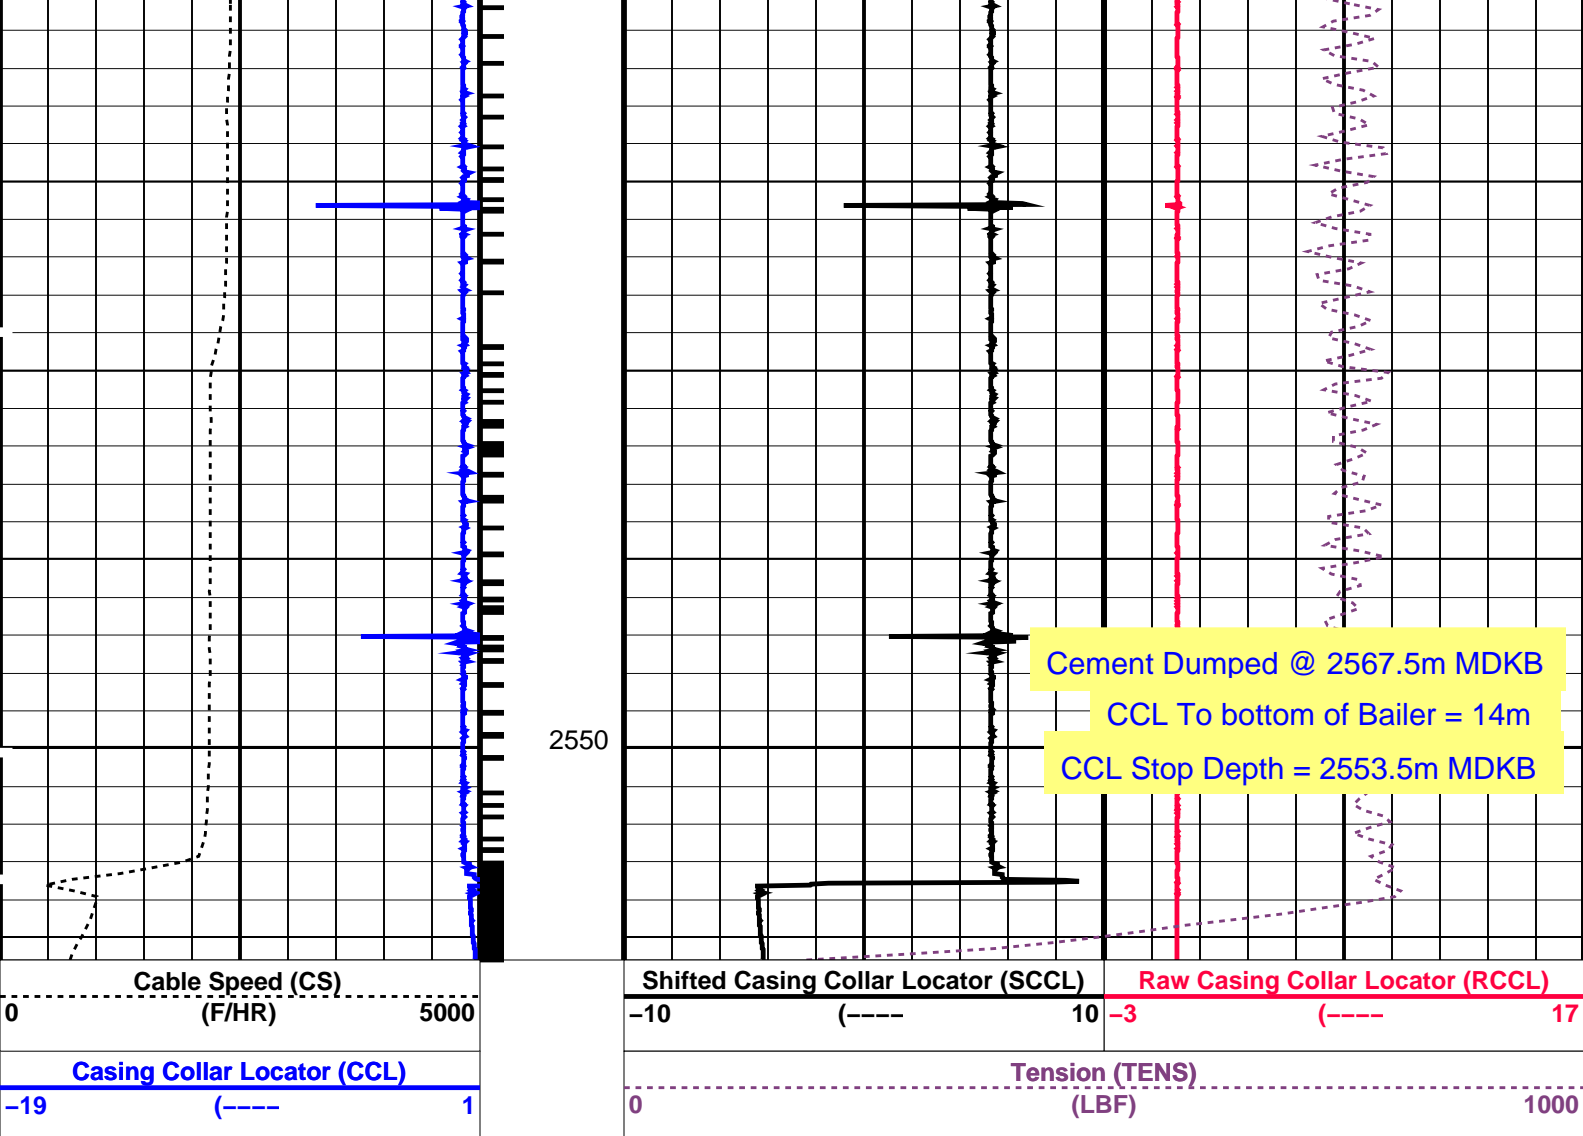 Cement Dumped @ 2567.5m MDKB
CCL To bottom of Bailer = 14m
2550
CCL Stop Depth = 2553.5m MDKB
Cable Speed (CS)
0 (F/HR) 5000
Shifted Casing Collar Locator (SCCL)
−10 (−−−− 10
Raw Casing Collar Locator (RCCL)
−3 (−−−− 17
Casing Collar Locator (CCL)
−19 (−−−− 1
Tension (TENS)
0 (LBF) 1000